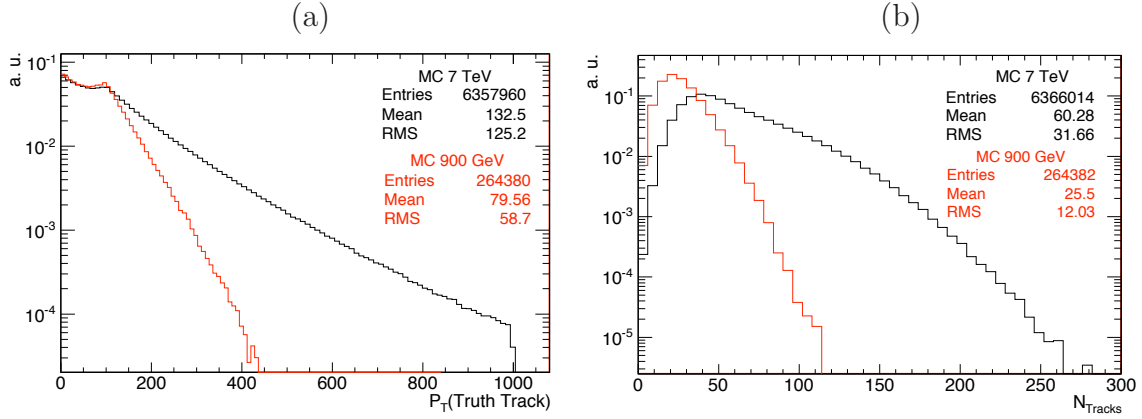 (a)
a. u.
10^-1
10^-2
10^-3
10^-4
MC 7 TeV
Entries 6357960
Mean 132.5
RMS 125.2
MC 900 GeV
Entries 264380
Mean 79.56
RMS 58.7
0 200 400 600 800 1000
P_T(Truth Track)
(b)
a. u.
10^-1
10^-2
10^-3
10^-4
10^-5
MC 7 TeV
Entries 6366014
Mean 60.28
RMS 31.66
MC 900 GeV
Entries 264382
Mean 25.5
RMS 12.03
0 50 100 150 200 250 300
N_Tracks